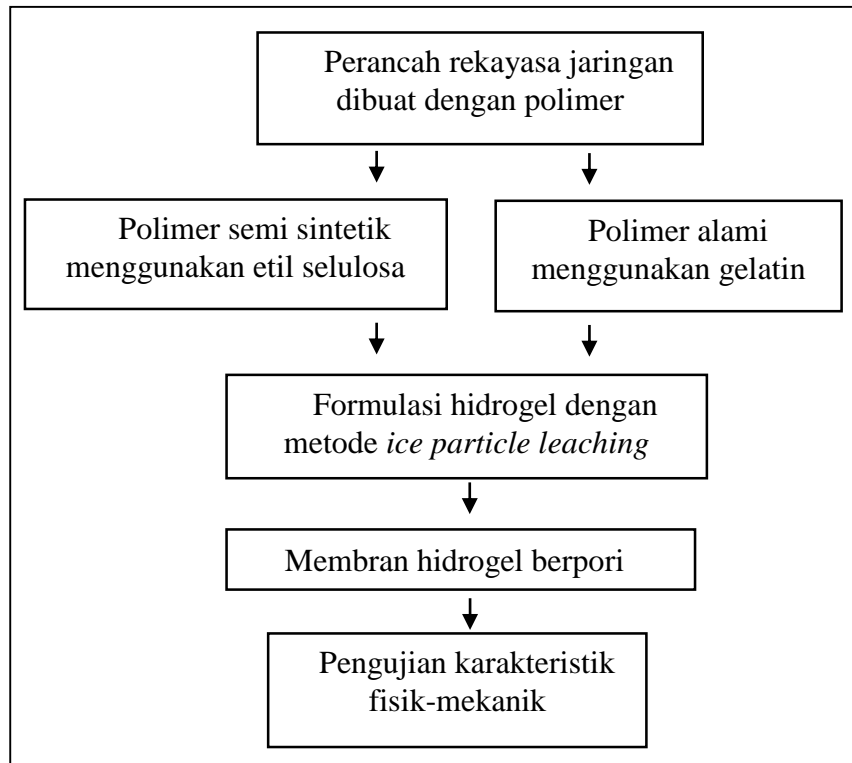 Perancah rekayasa jaringan
dibuat dengan polimer
Polimer semi sintetik
menggunakan etil selulosa
Polimer alami
menggunakan gelatin
Formulasi hidrogel dengan
metode ice particle leaching
Membran hidrogel berpori
Pengujian karakteristik
fisik-mekanik